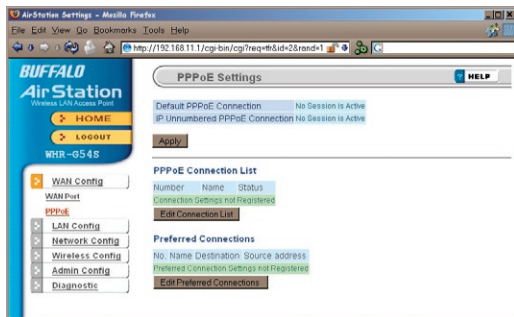 AirStation Settings - Mozilla Firefox
File Edit View Go Bookmarks Tools Help
http://192.168.11.1/cgi-bin/cgi?req=tfr&id=2&rand=1
BUFFALO
AirStation
Wireless LAN Access Point
HOME
LOGOUT
WHR-G54S
WAN Config
WAN Port
PPPoE
LAN Config
Network Config
Wireless Config
Admin Config
Diagnostic
PPPoE Settings
HELP
Default PPPoE Connection No Session is Active
IP Unnumbered PPPoE Connection No Session is Active
Apply
PPPoE Connection List
Number Name Status
Connection Settings not Registered
Edit Connection List
Preferred Connections
No. Name Destination Source address
Preferred Connection Settings not Registered
Edit Preferred Connections